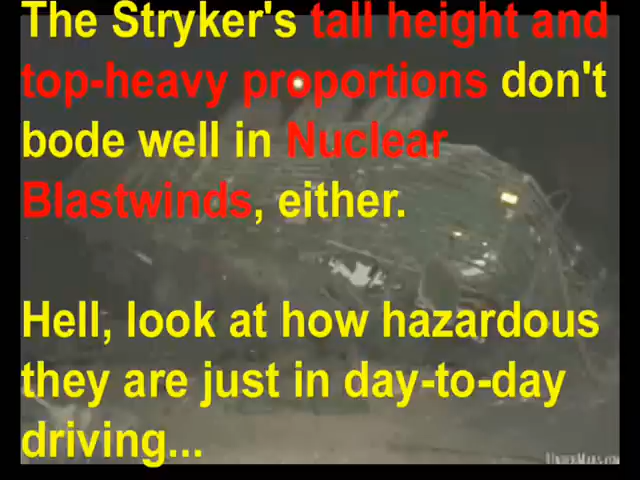 The Stryker's tall height and
top-heavy proportions don't
bode well in Nuclear
Blastwinds, either.
Hell, look at how hazardous
they are just in day-to-day
driving...